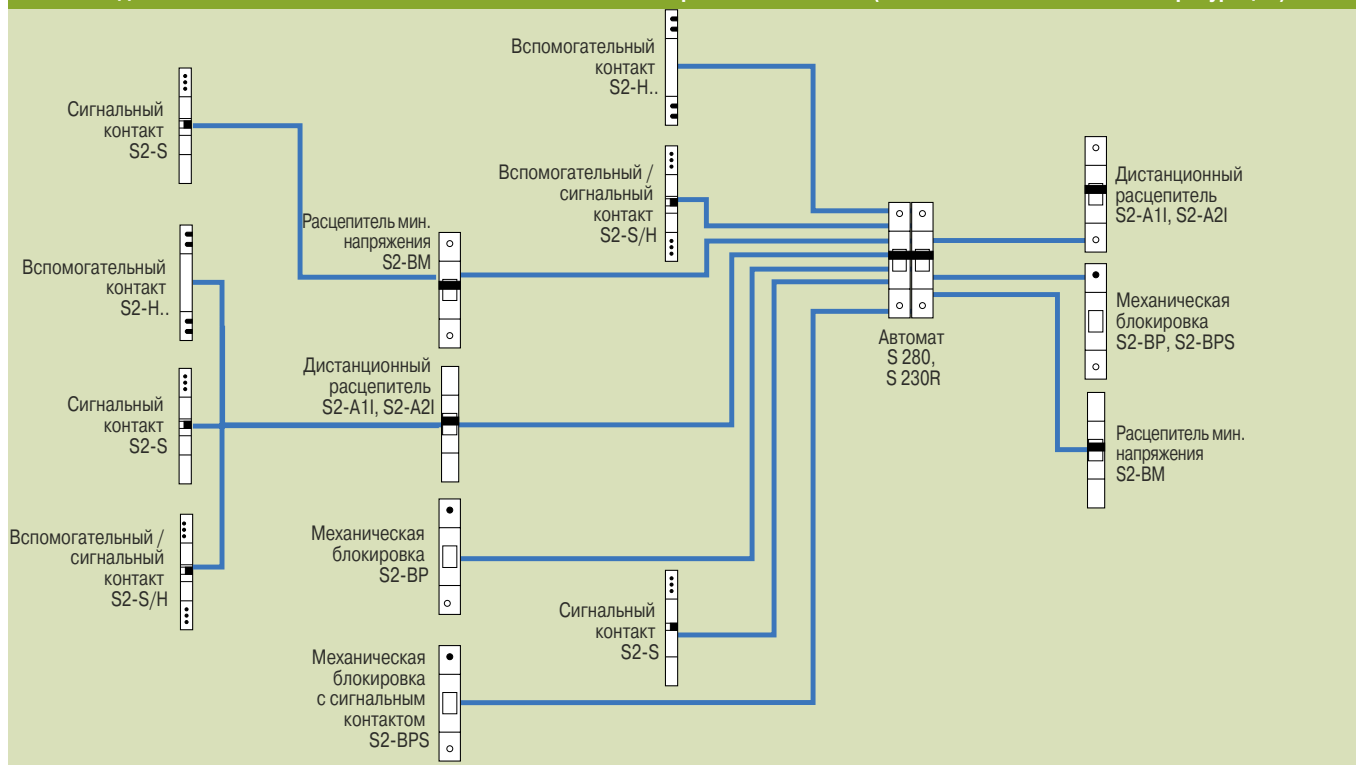 Вспомогательный
контакт
S2-H..
Сигнальный
контакт
S2-S
Вспомогательный /
сигнальный
контакт
S2-S/H
Дистанционный
расцепитель
S2-A1I, S2-A2I
Расцепитель мин.
напряжения
S2-BM
Вспомогательный
контакт
S2-H..
Механическая
блокировка
S2-BP, S2-BPS
Автомат
S 280,
S 230R
Дистанционный
расцепитель
S2-A1I, S2-A2I
Сигнальный
контакт
S2-S
Расцепитель мин.
напряжения
S2-BM
Механическая
блокировка
S2-BP
Вспомогательный /
сигнальный
контакт
S2-S/H
Сигнальный
контакт
S2-S
Механическая
блокировка
с сигнальным
контактом
S2-BPS